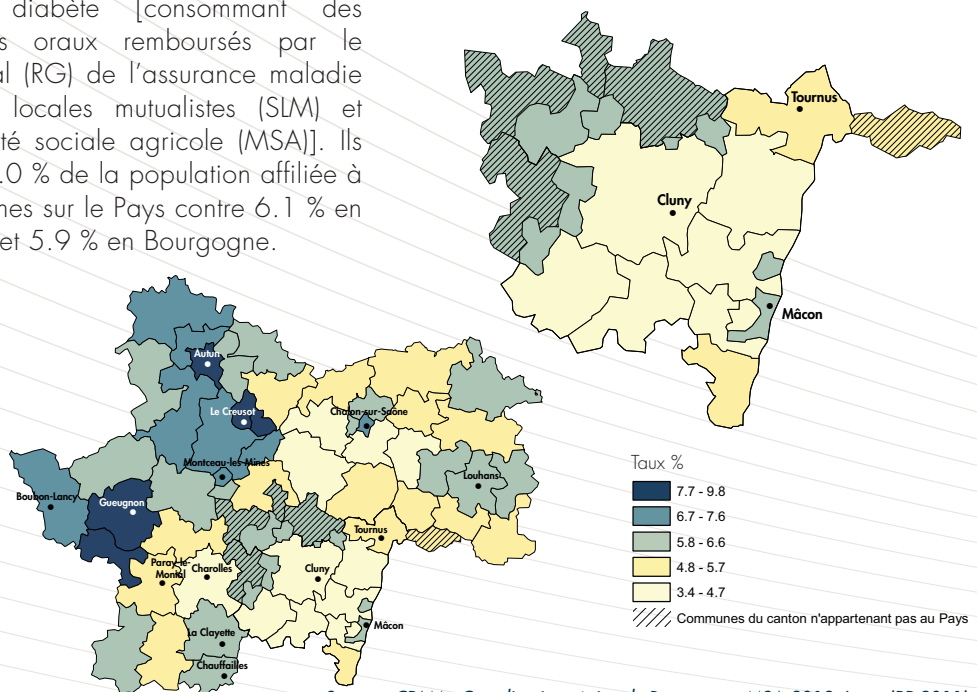 diabète [consommant des
oraux remboursés par le
(RG) de l'assurance maladie
locales mutualistes (SLM) et
sociale agricole (MSA)]. Ils
.0 % de la population affiliée à
sur le Pays contre 6.1 % en
et 5.9 % en Bourgogne.
Tournus
Cluny
Mâcon
Autun
Le Creusot
Chalon-sur-Saône
Montceau-les-Mines
Louhans
Boubon-Lancy
Gueugnon
Tournus
Paray-le-
Monial
Charolles
Cluny
Mâcon
La Clayette
Chauffailles
Taux %
7.7 - 9.8
6.7 - 7.6
5.8 - 6.6
4.8 - 5.7
3.4 - 4.7
Communes du canton n'appartenant pas au Pays